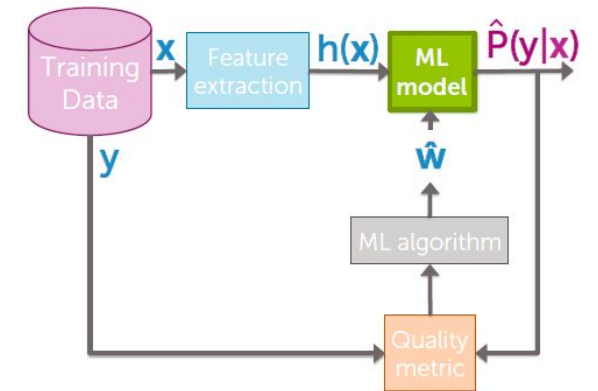 Training
Data
x
Feature
extraction
h(x)
ML
model
P̂(y|x)
y
ŵ
ML algorithm
Quality
metric